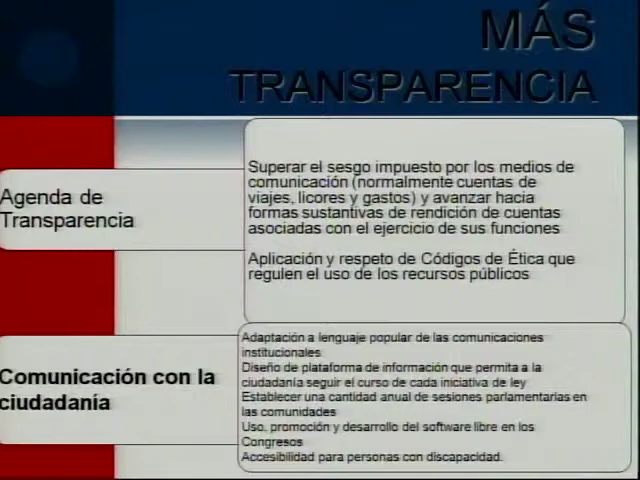 MÁS
TRANSPARENCIA
Agenda de
Transparencia
Superar el sesgo impuesto por los medios de
comunicación (normalmente cuentas de
viajes, licores y gastos) y avanzar hacia
formas sustantivas de rendición de cuentas
asociadas con el ejercicio de sus funciones
Aplicación y respeto de Códigos de Ética que
regulen el uso de los recursos públicos
Comunicación con la
ciudadanía
Adaptación a lenguaje popular de las comunicaciones
institucionales
Diseño de plataforma de información que permita a la
ciudadanía seguir el curso de cada iniciativa de ley
Establecer una cantidad anual de sesiones parlamentarias en
las comunidades
Uso, promoción y desarrollo del software libre en los
Congresos
Accesibilidad para personas con discapacidad.